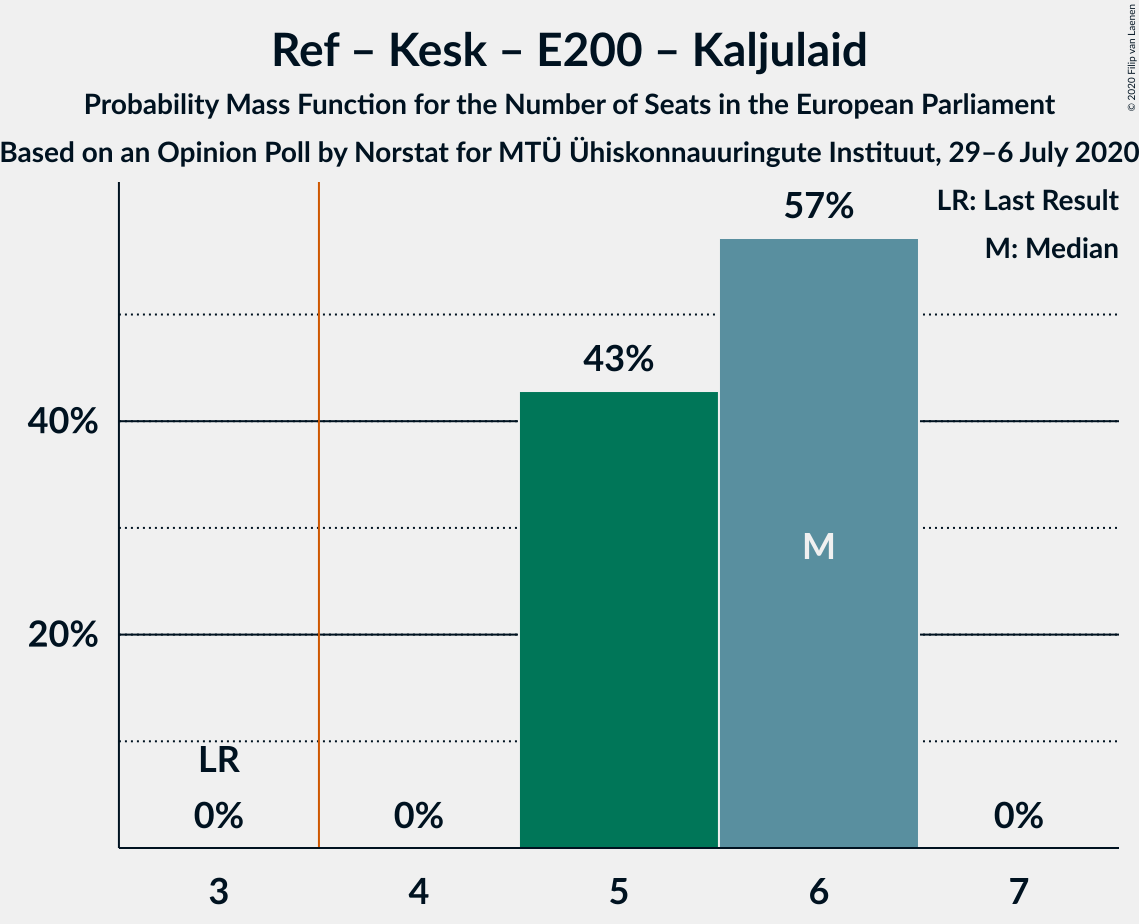 Ref – Kesk – E200 – Kaljulaid
Probability Mass Function for the Number of Seats in the European Parliament
Based on an Opinion Poll by Norstat for MTÜ Ühiskonnauuringute Instituut, 29–6 July 2020
© 2020 Filip van Laenen
LR: Last Result
M: Median
57%
43%
40%
M
20%
LR
0%
0%
0%
3
4
5
6
7